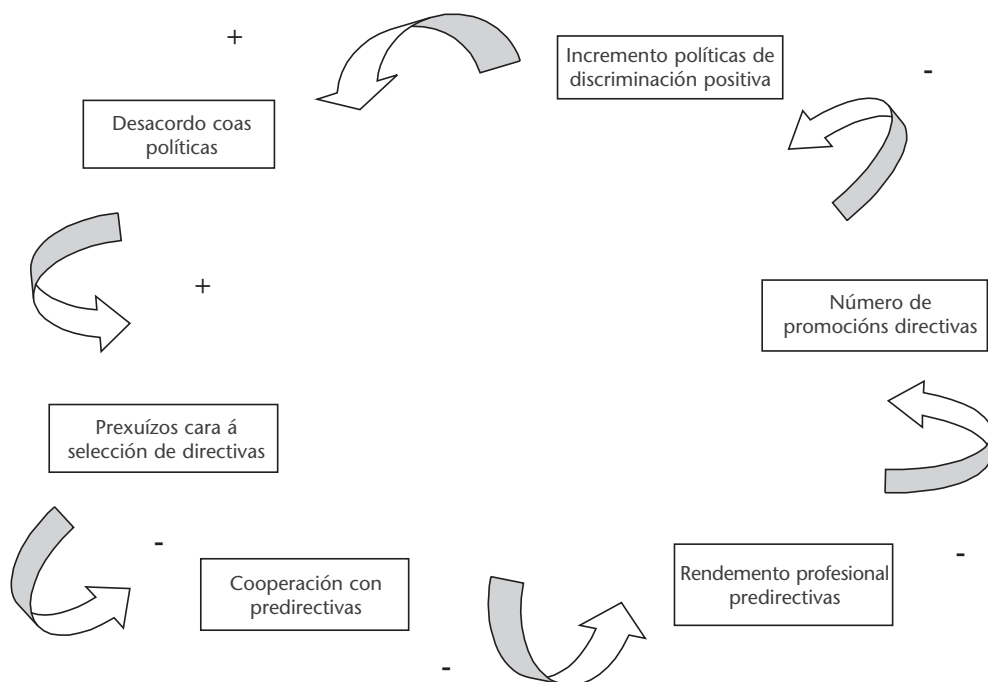 +
Incremento políticas de
discriminación positiva
-
Desacordo coas
políticas
+
Número de
promocións directivas
Prexuízos cara á
selección de directivas
-
Cooperación con
predirectivas
Rendemento profesional
predirectivas
-
-